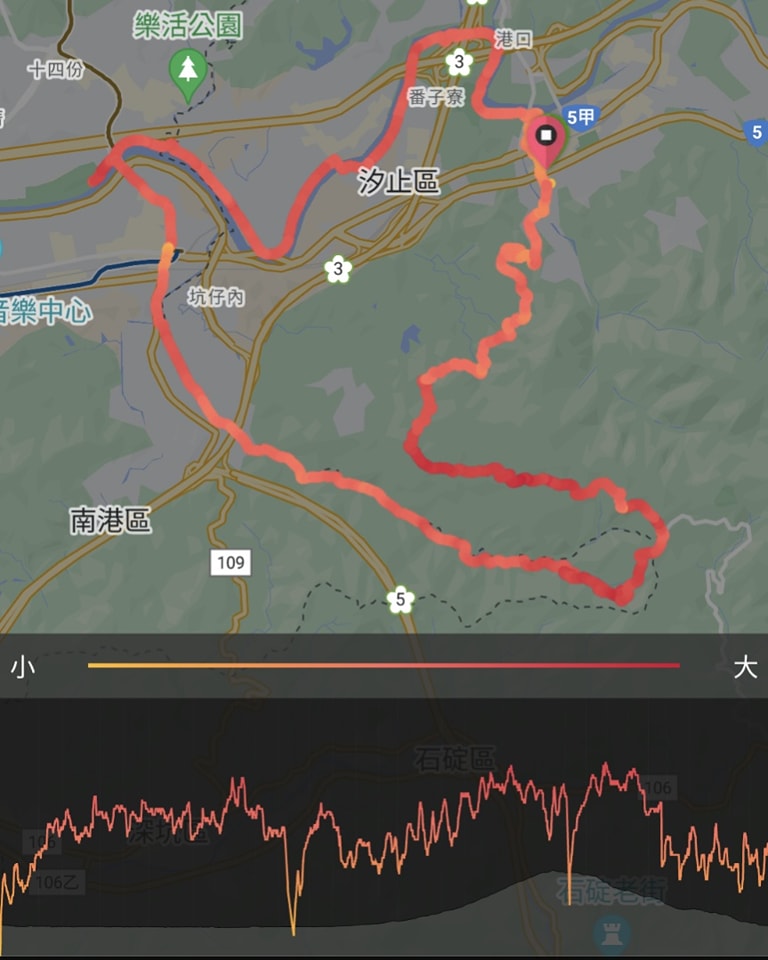 樂活公園
港口
十四份
3
番子寮
5甲
5
汐止區
3
坑仔內
音樂中心
南港區
109
5
小
大
石碇區
106
深坑區
106乙
石碇老街